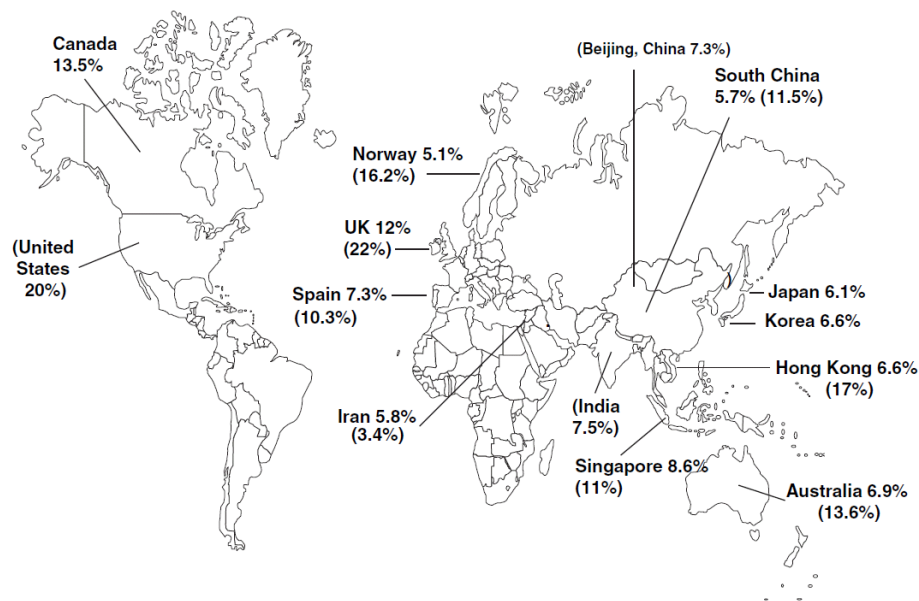 Canada
13.5%
(Beijing, China 7.3%)
South China
5.7% (11.5%)
Norway 5.1%
(16.2%)
UK 12%
(22%)
(United
States
20%)
Spain 7.3%
(10.3%)
Japan 6.1%
Korea 6.6%
Hong Kong 6.6%
(17%)
Iran 5.8%
(3.4%)
(India
7.5%)
Singapore 8.6%
(11%)
Australia 6.9%
(13.6%)